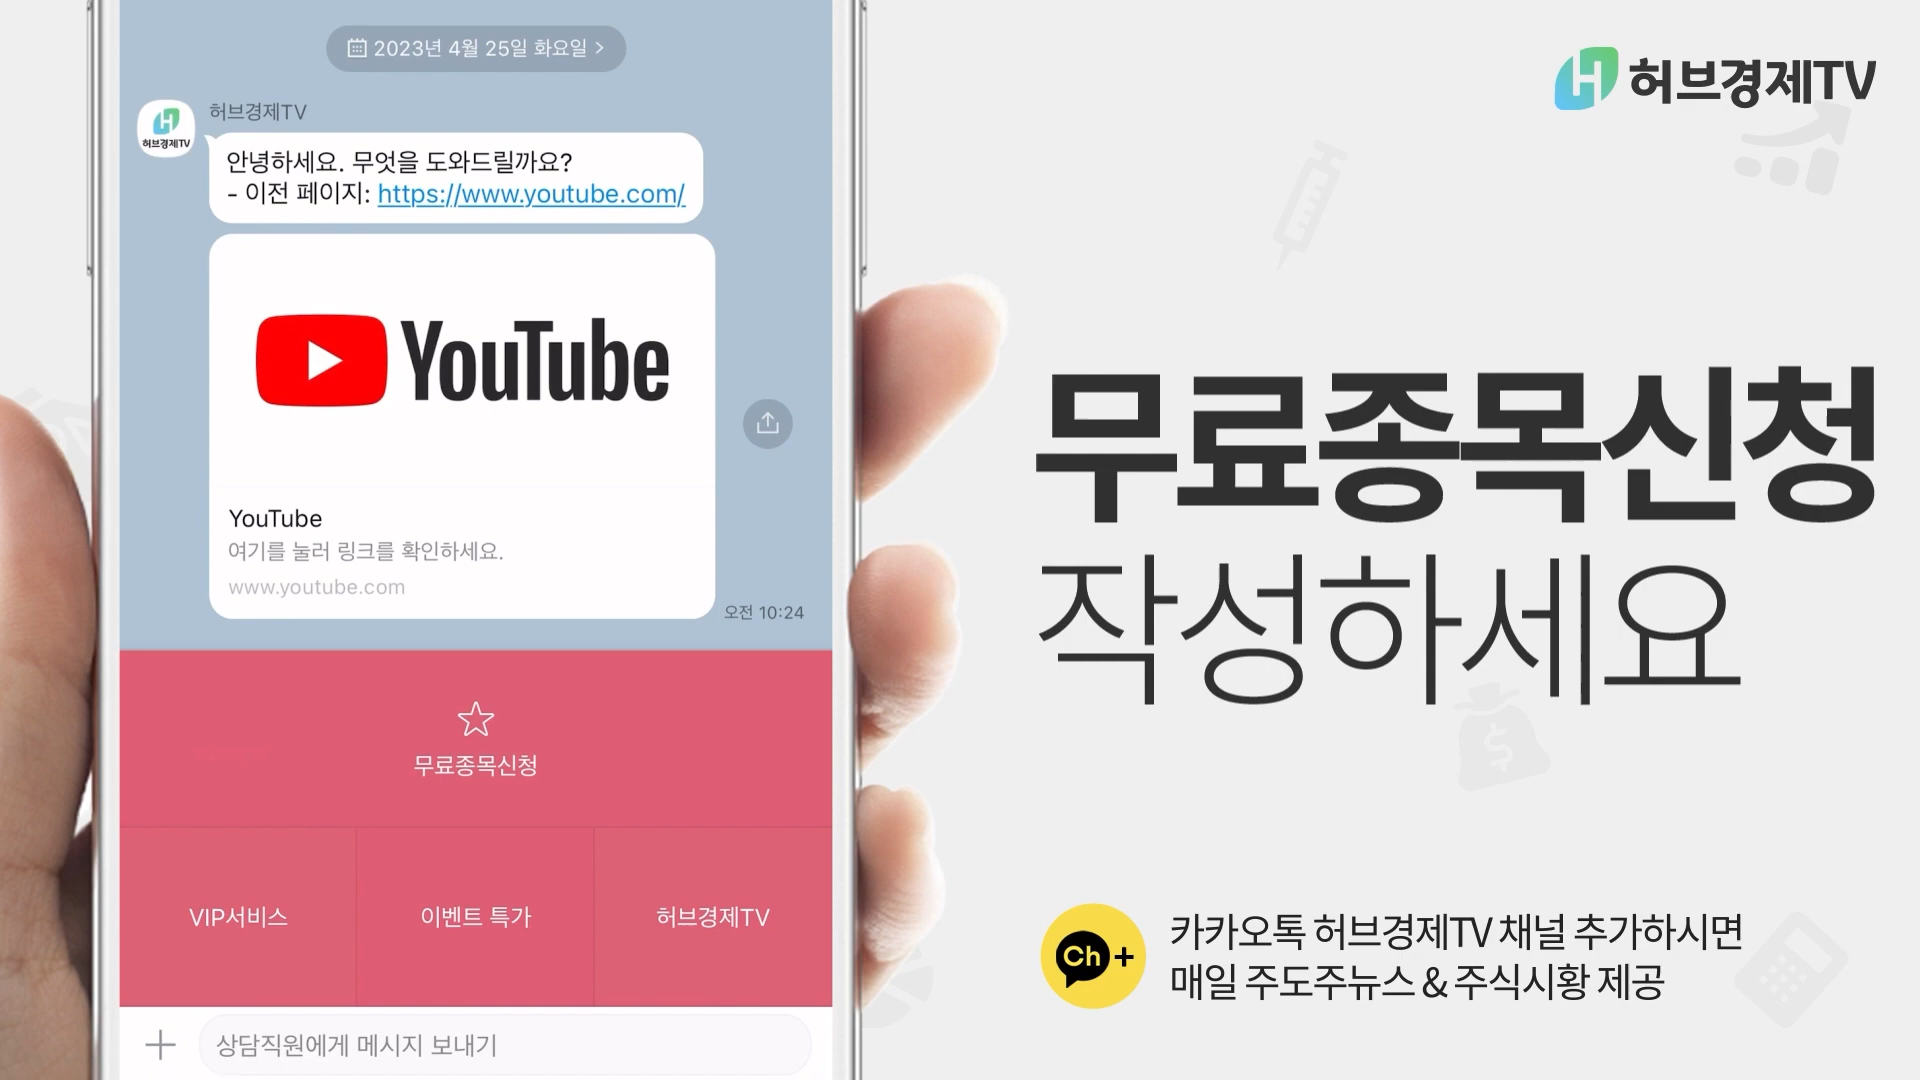 2023년 4월 25일 화요일 >
허브경제TV
허브경제TV
안녕하세요. 무엇을 도와드릴까요?
- 이전 페이지: https://www.youtube.com/
YouTube
YouTube
여기를 눌러 링크를 확인하세요.
www.youtube.com
오전 10:24
무료종목신청
VIP서비스
이벤트 특가
허브경제TV
상담직원에게 메시지 보내기
허브경제TV
무료종목신청
작성하세요
Ch+
카카오톡 허브경제TV 채널 추가하시면
매일 주도주뉴스 & 주식시황 제공